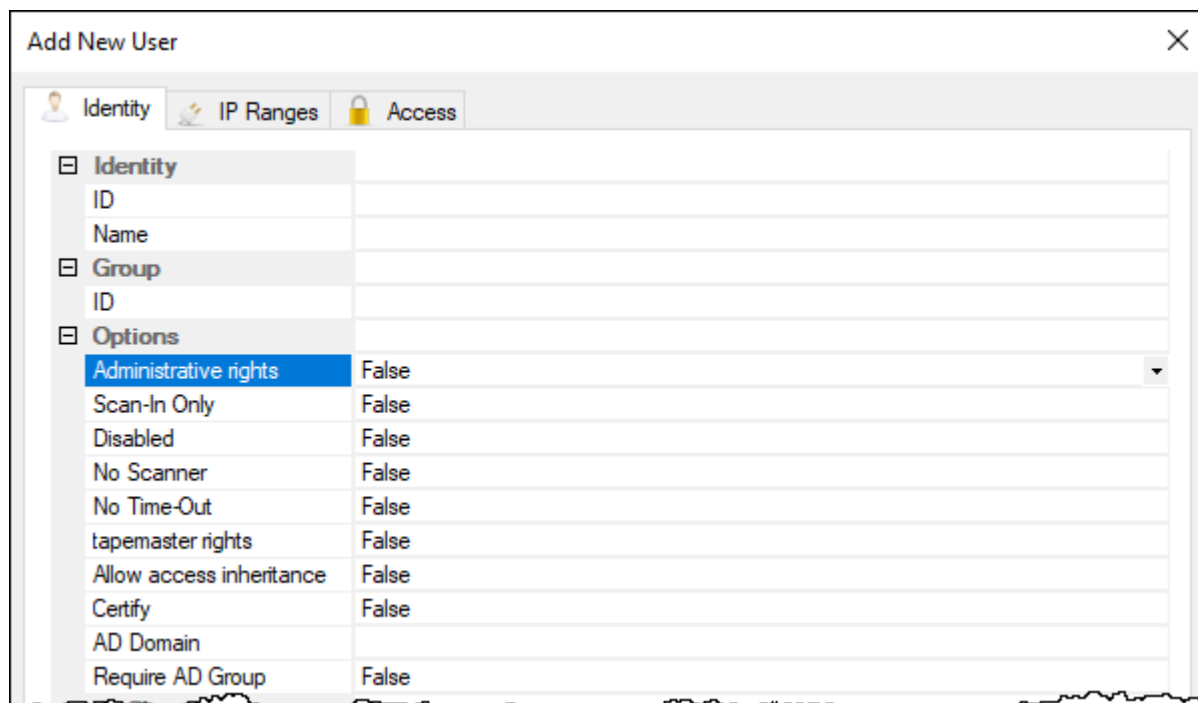 Add New User
Identity IP Ranges Access
Identity
ID
Name
Group
ID
Options
Administrative rights False
Scan-In Only False
Disabled False
No Scanner False
No Time-Out False
tapemaster rights False
Allow access inheritance False
Certify False
AD Domain
Require AD Group False